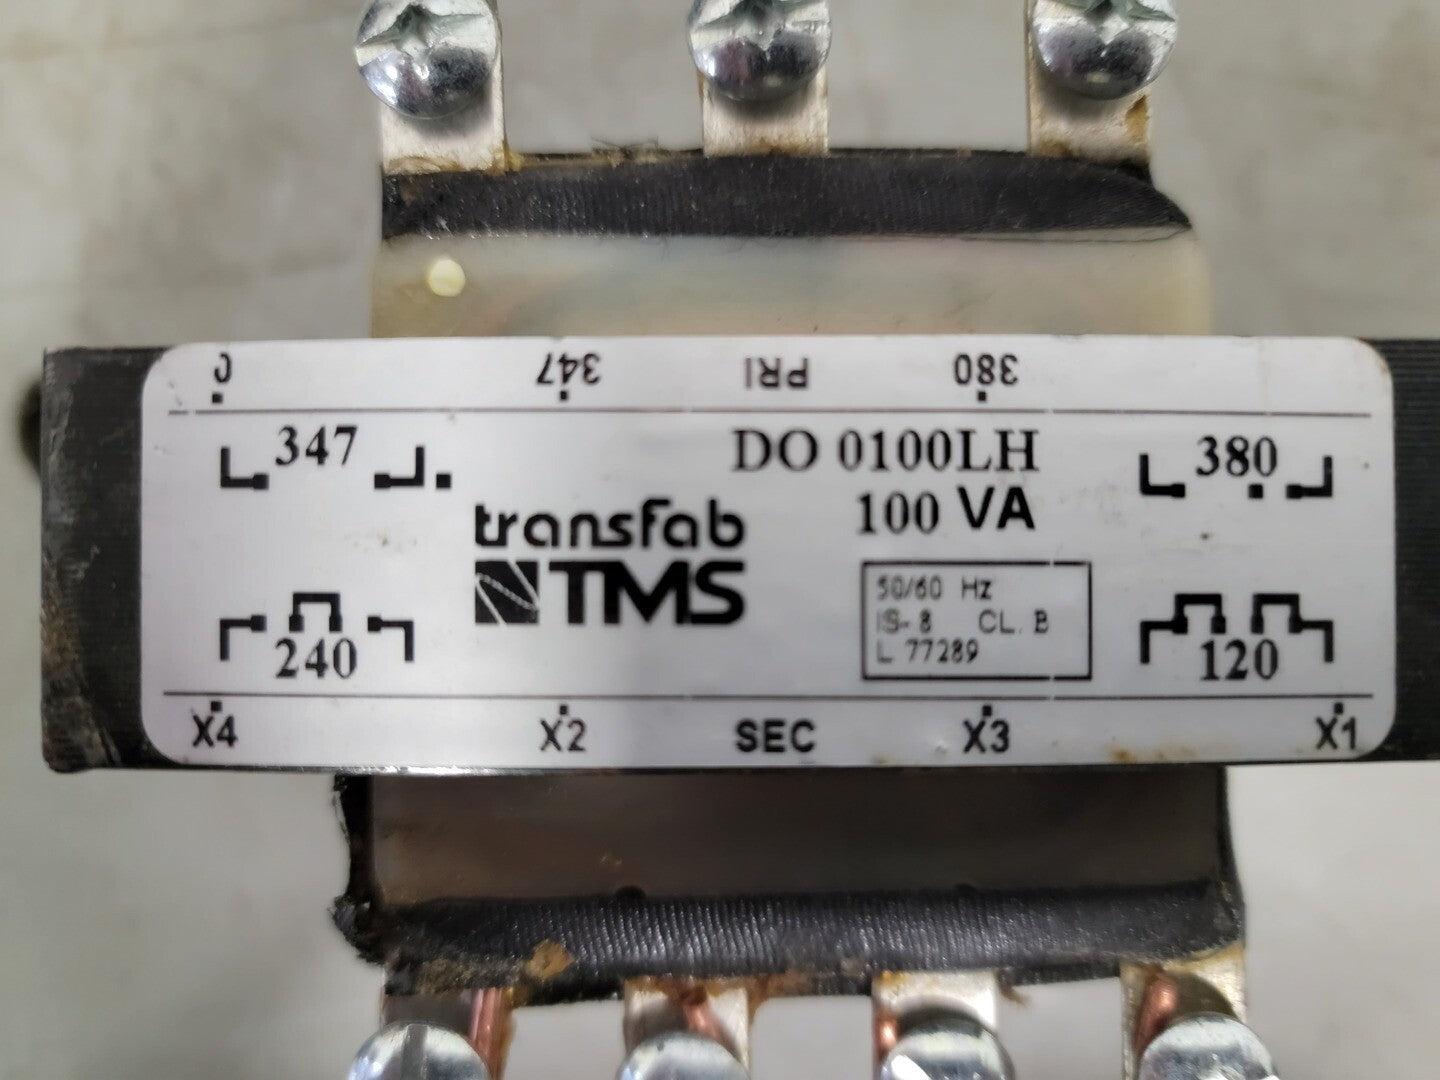 0 347 PRI 380
347 DO 0100LH 380
transfab 100 VA
TMS 50/60 Hz
IS-8 CL. B
240 L 77289 120
X4 X2 SEC X3 X1